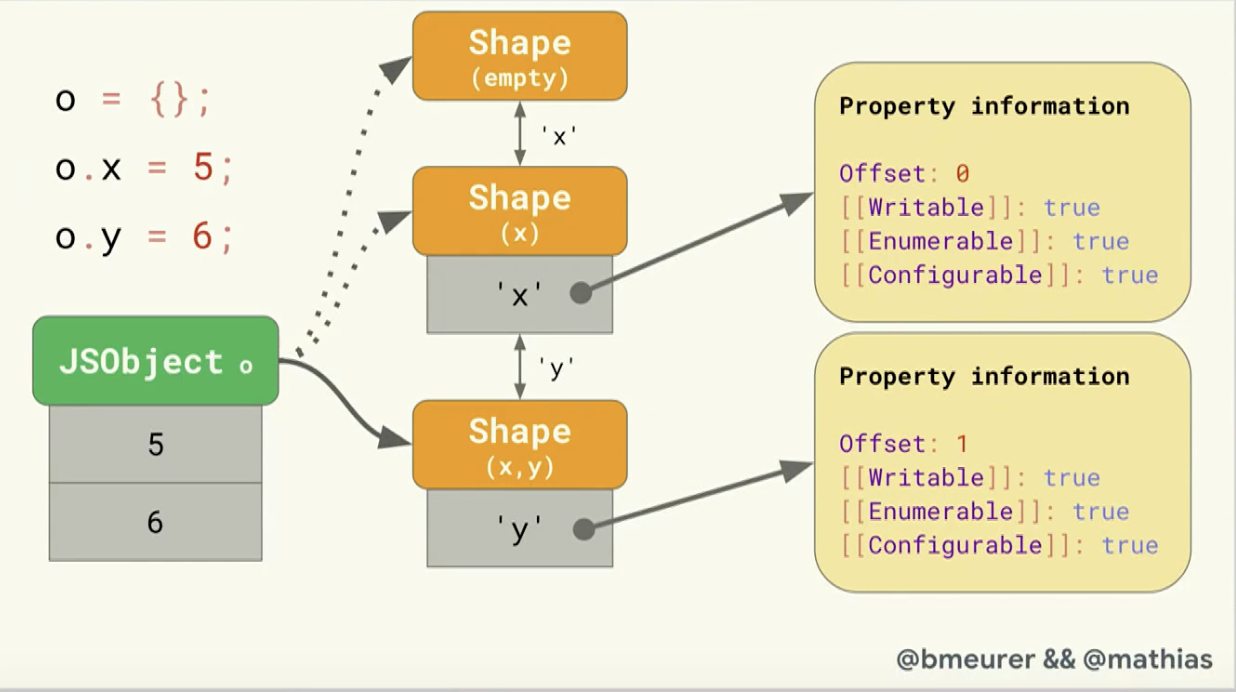 o = {};
o.x = 5;
o.y = 6;
JSObject o
5
6
Shape
(empty)
'x'
Shape
(x)
'x'
'y'
Shape
(x,y)
'y'
Property information
Offset: 0
[[Writable]]: true
[[Enumerable]]: true
[[Configurable]]: true
Property information
Offset: 1
[[Writable]]: true
[[Enumerable]]: true
[[Configurable]]: true
@bmeurer && @mathias